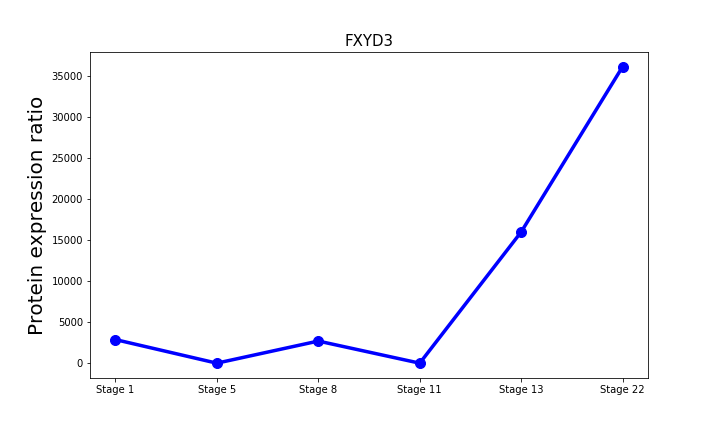 FXYD3
Protein expression ratio
35000
30000
25000
20000
15000
10000
5000
0
Stage 1 Stage 5 Stage 8 Stage 11 Stage 13 Stage 22